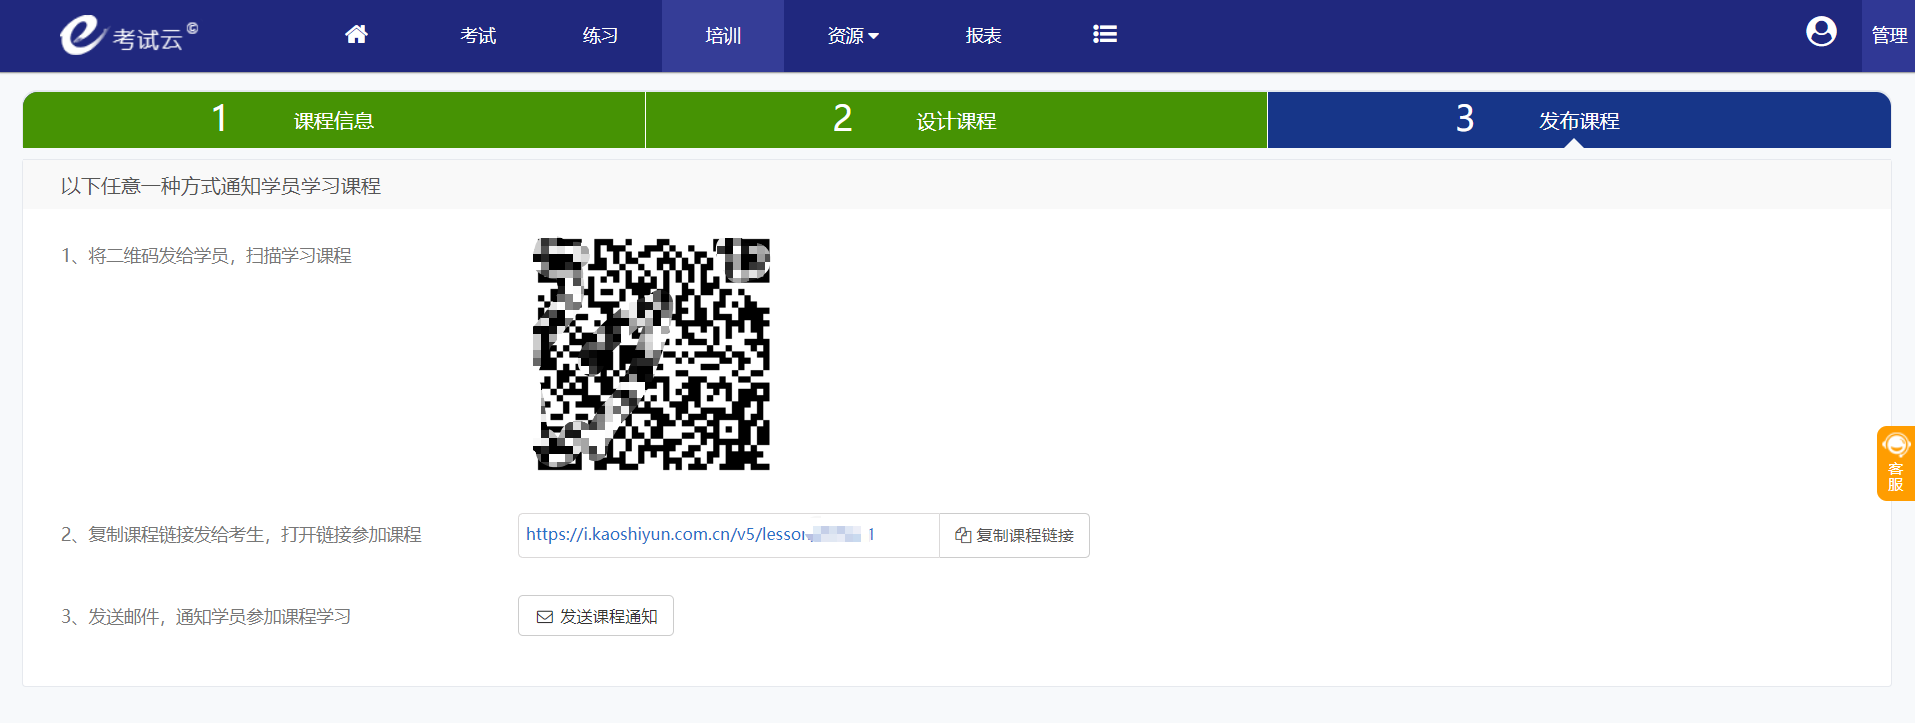 考试云©
考试
练习
培训
资源
报表
管理
1 课程信息
2 设计课程
3 发布课程
以下任意一种方式通知学员学习课程
1、将二维码发给学员，扫描学习课程
2、复制课程链接发给考生，打开链接参加课程
https://i.kaoshiyun.com.cn/v5/lesson 1
复制课程链接
3、发送邮件，通知学员参加课程学习
发送课程通知
客服